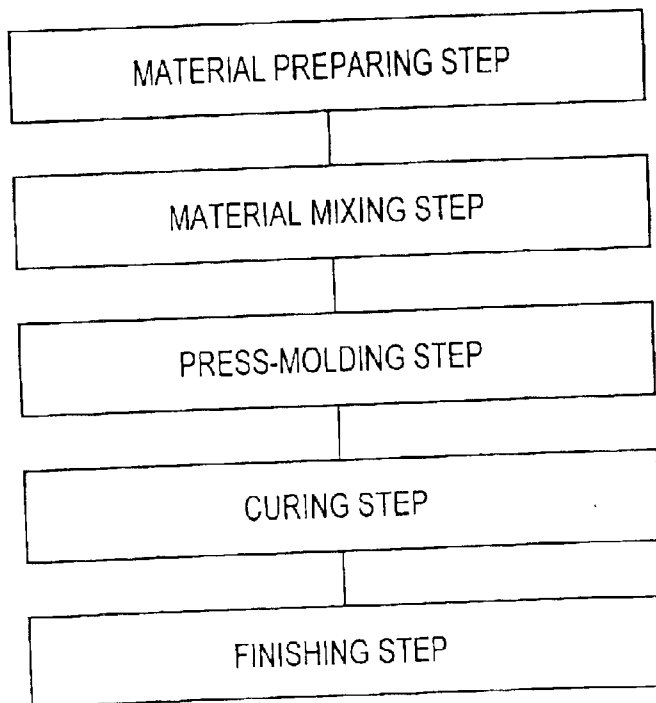 MATERIAL PREPARING STEP
MATERIAL MIXING STEP
PRESS-MOLDING STEP
CURING STEP
FINISHING STEP